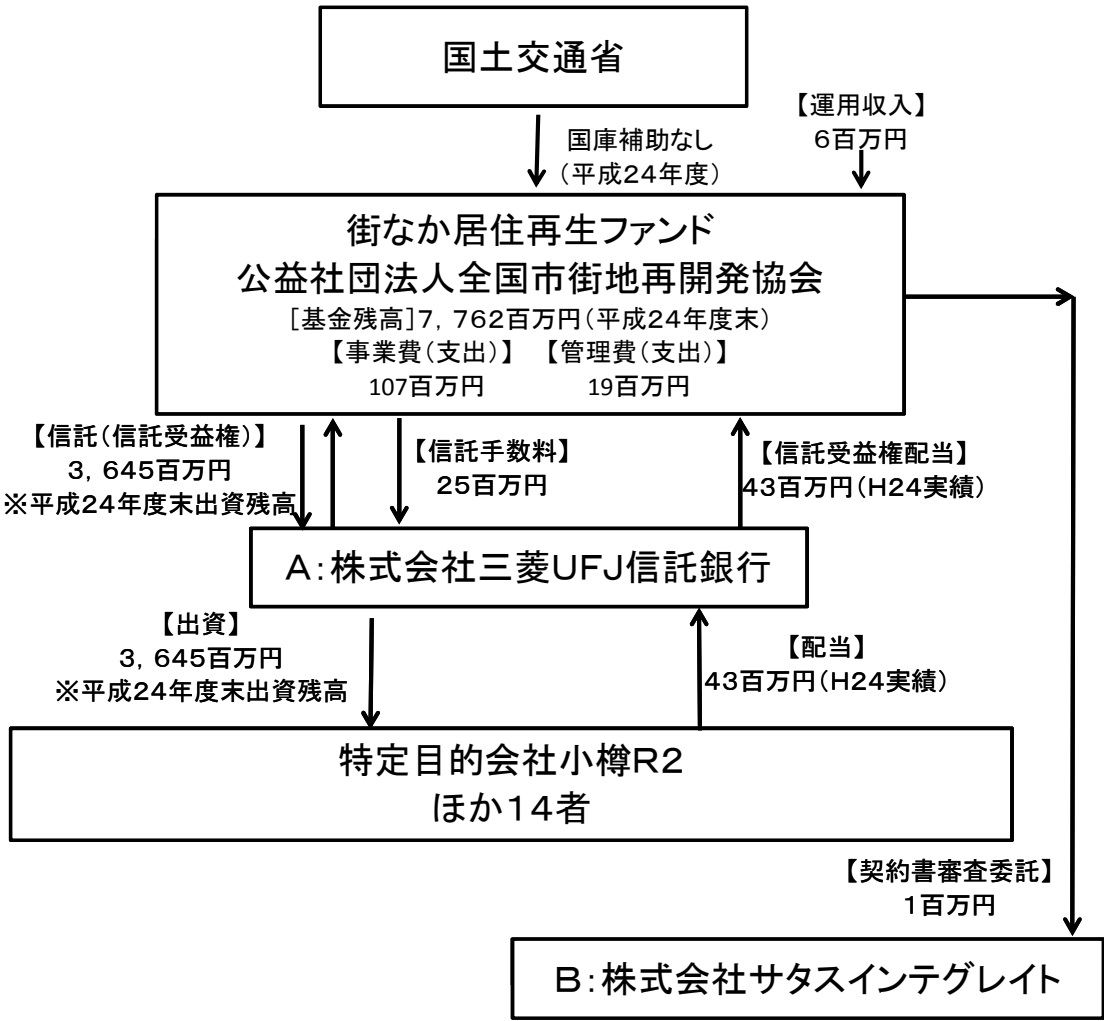 国土交通省
【運用収入】
6百万円
国庫補助なし
（平成24年度）
街なか居住再生ファンド
公益社団法人全国市街地再開発協会
[基金残高]７，７６２百万円（平成24年度末）
【事業費（支出）】　【管理費（支出）】
107百万円　19百万円
【信託（信託受益権）】
３，６４５百万円
※平成２４年度末出資残高
【信託手数料】
２５百万円
【信託受益権配当】
４３百万円（Ｈ２４実績）
Ａ：株式会社三菱ＵＦＪ信託銀行
【出資】
３，６４５百万円
※平成２４年度末出資残高
【配当】
４３百万円（Ｈ２４実績）
特定目的会社小樽Ｒ２
ほか１４者
【契約書審査委託】
１百万円
Ｂ：株式会社サタスインテグレイト